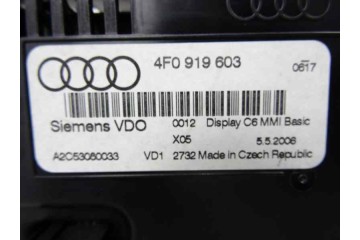 4F0 919 603
0617
Siemens VDO 0012 Display C6 MMI Basic
X05 5.5.2006
A2C53080033 VD1 2732 Made in Czech Republic